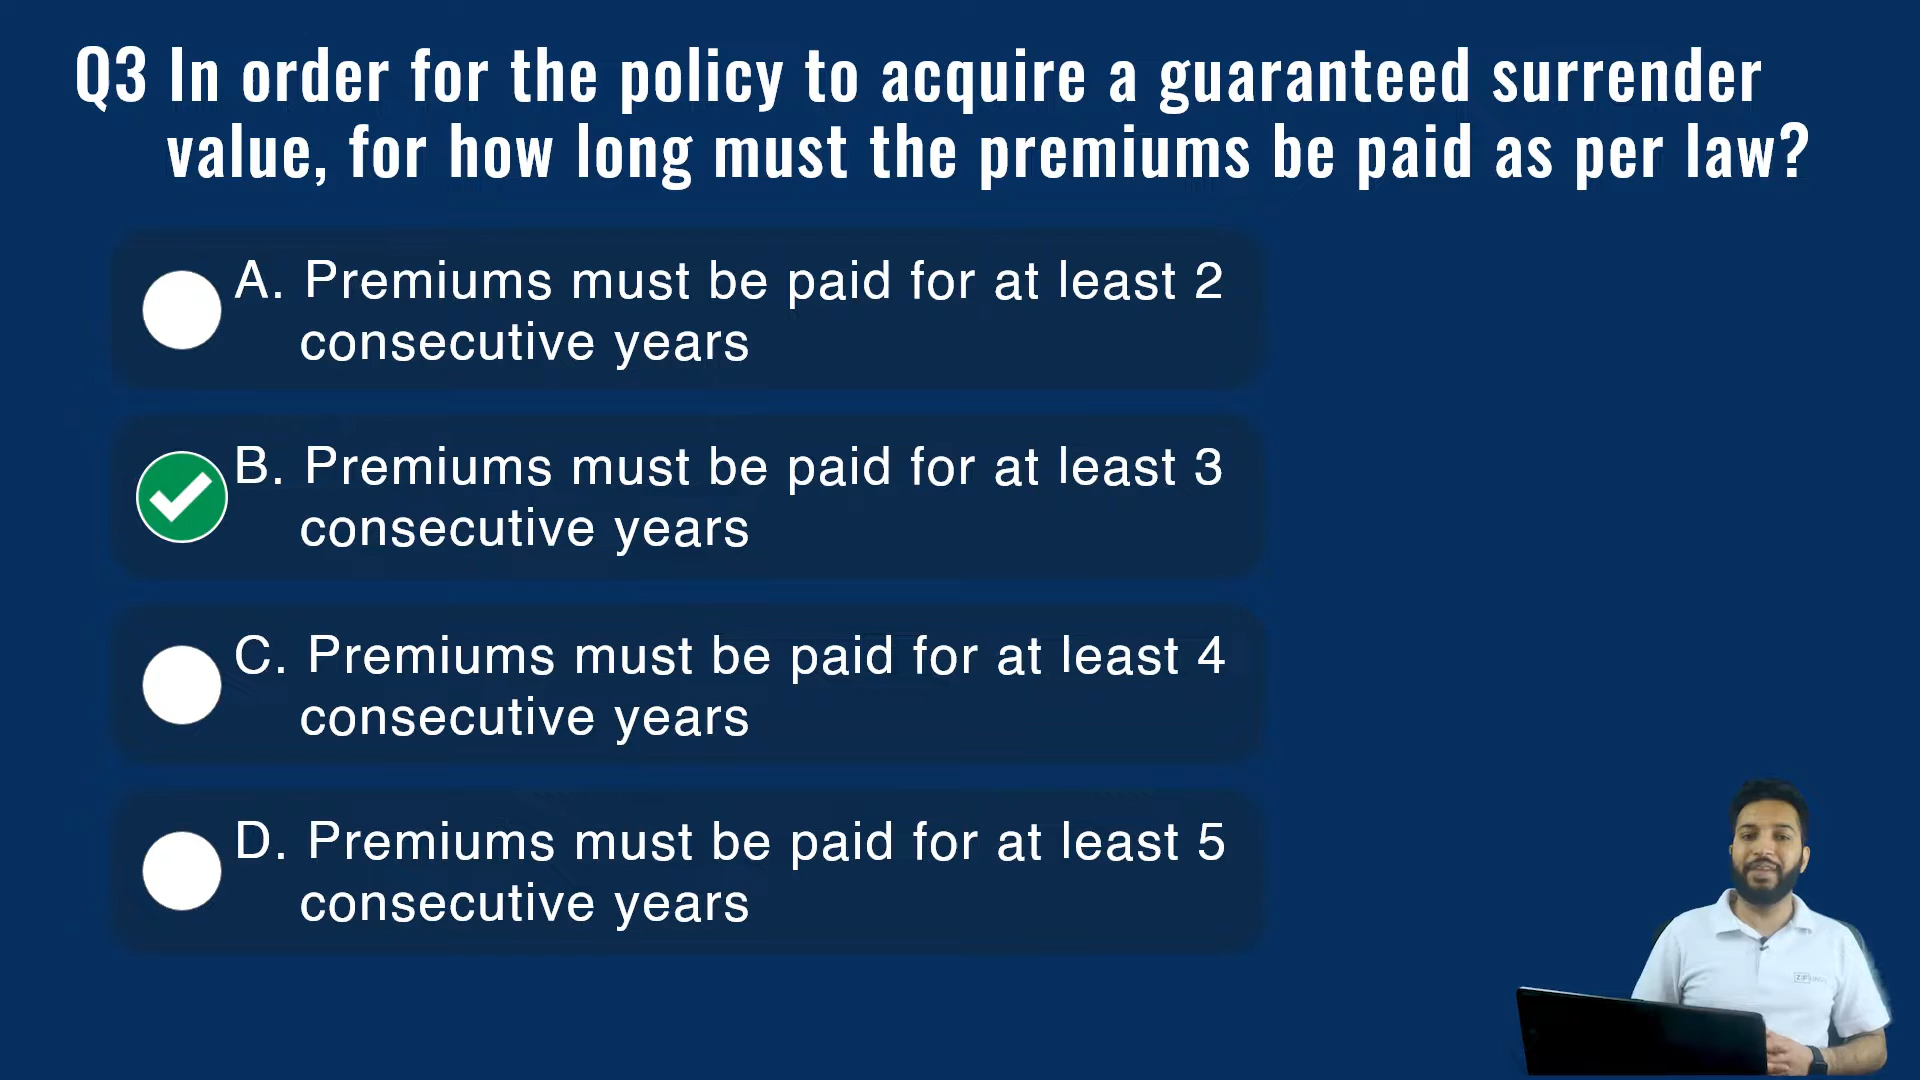 Q3 In order for the policy to acquire a guaranteed surrender
value, for how long must the premiums be paid as per law?
A. Premiums must be paid for at least 2
consecutive years
B. Premiums must be paid for at least 3
consecutive years
C. Premiums must be paid for at least 4
consecutive years
D. Premiums must be paid for at least 5
consecutive years